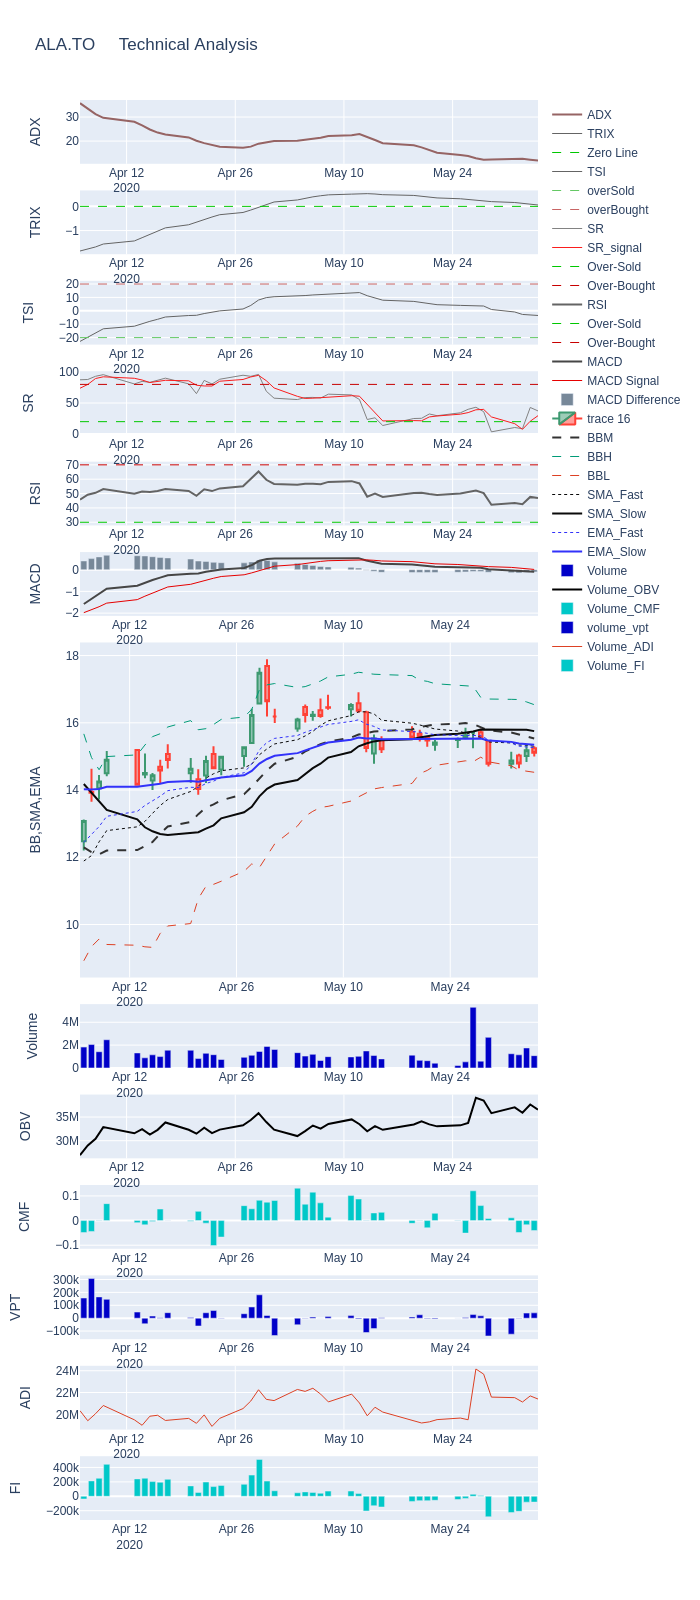 ALA.TO Technical Analysis
ADX
30
20
Apr 12
2020
Apr 26
May 10
May 24
TRIX
0
−1
Apr 12
2020
Apr 26
May 10
May 24
TSI
20
10
0
−10
−20
Apr 12
2020
Apr 26
May 10
May 24
SR
100
50
0
Apr 12
2020
Apr 26
May 10
May 24
RSI
70
60
50
40
30
Apr 12
2020
Apr 26
May 10
May 24
MACD
0
−1
−2
Apr 12
2020
Apr 26
May 10
May 24
BB,SMA,EMA
18
16
14
12
10
Apr 12
2020
Apr 26
May 10
May 24
Volume
4M
2M
0
Apr 12
2020
Apr 26
May 10
May 24
OBV
35M
30M
Apr 12
2020
Apr 26
May 10
May 24
CMF
0.1
0
−0.1
Apr 12
2020
Apr 26
May 10
May 24
VPT
300k
200k
100k
0
−100k
Apr 12
2020
Apr 26
May 10
May 24
ADI
24M
22M
20M
Apr 12
2020
Apr 26
May 10
May 24
FI
400k
200k
0
−200k
Apr 12
2020
Apr 26
May 10
May 24
ADX
TRIX
Zero Line
TSI
overSold
overBought
SR
SR_signal
Over-Sold
Over-Bought
RSI
Over-Sold
Over-Bought
MACD
MACD Signal
MACD Difference
trace 16
BBM
BBH
BBL
SMA_Fast
SMA_Slow
EMA_Fast
EMA_Slow
Volume
Volume_OBV
Volume_CMF
volume_vpt
Volume_ADI
Volume_FI